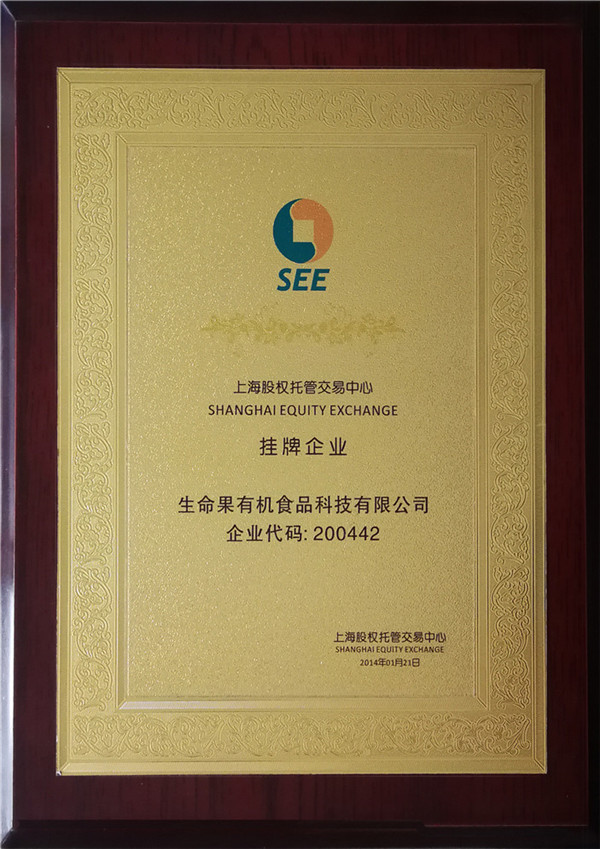 SEE
上海股权托管交易中心
SHANGHAI EQUITY EXCHANGE
挂牌企业
生命果有机食品科技有限公司
企业代码: 200442
上海股权托管交易中心
SHANGHAI EQUITY EXCHANGE
2014年01月21日